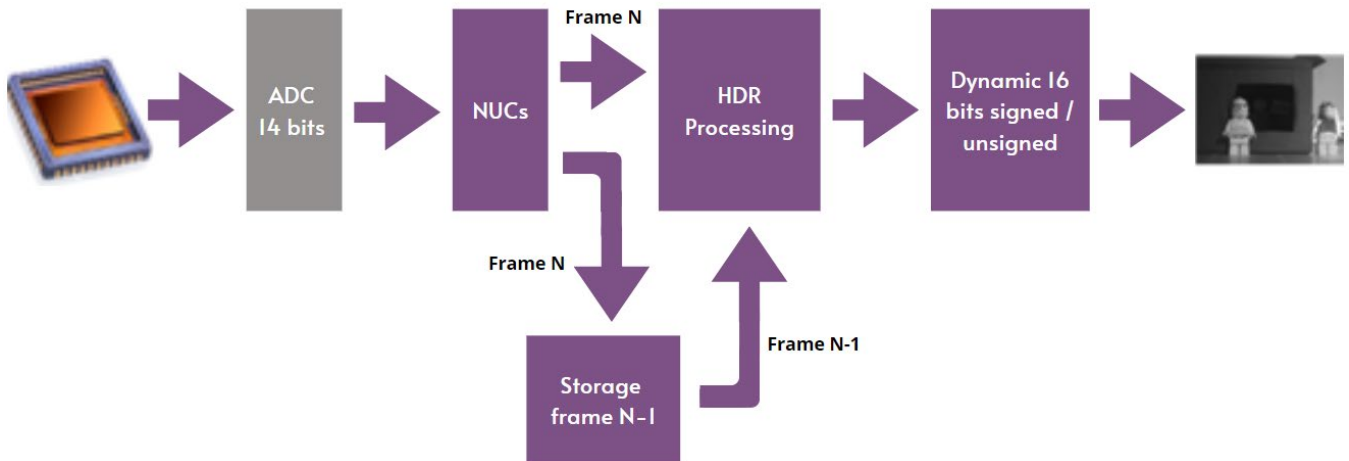 Frame N
ADC
14 bits
NUCs
HDR
Processing
Dynamic 16
bits signed /
unsigned
Frame N
Frame N-1
Storage
frame N-1